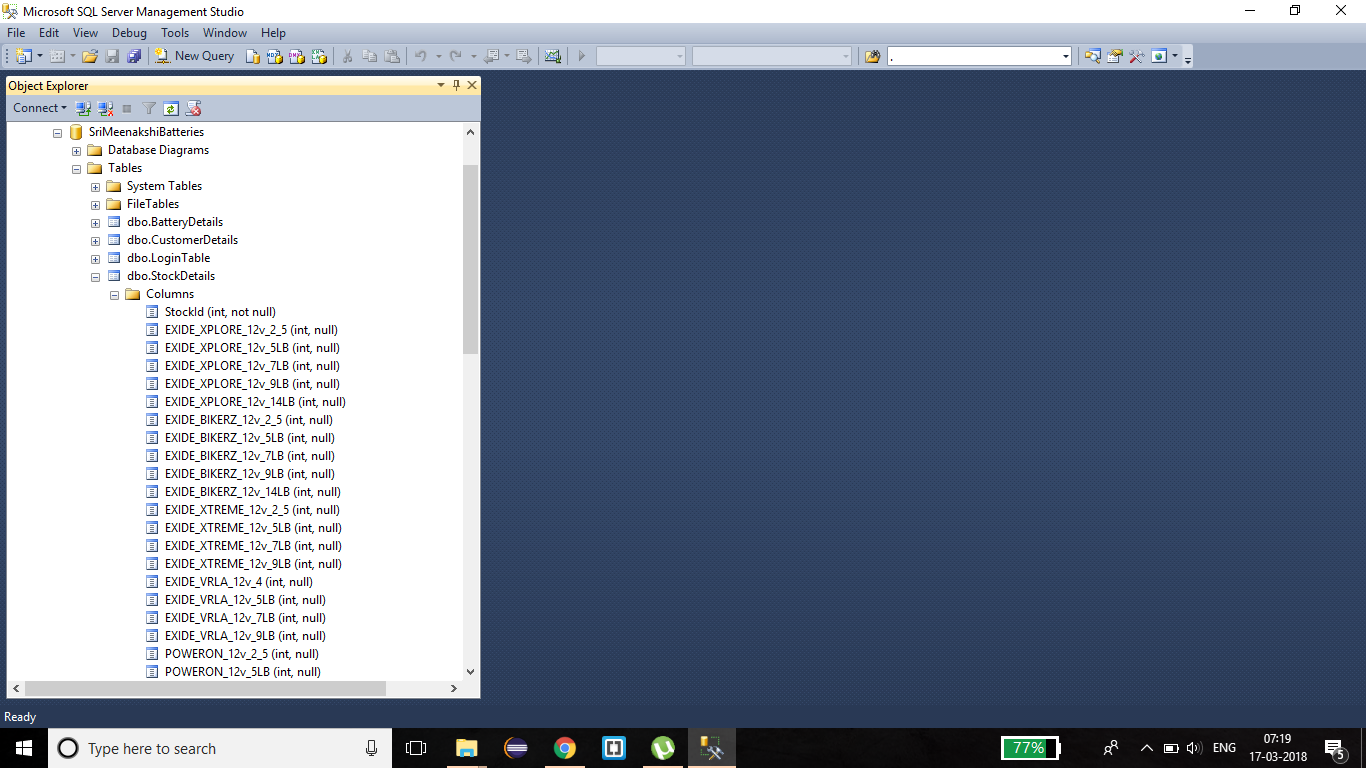 Microsoft SQL Server Management Studio
File Edit View Debug Tools Window Help
New Query
.
Object Explorer
Connect
SriMeenakshiBatteries
Database Diagrams
Tables
System Tables
FileTables
dbo.BatteryDetails
dbo.CustomerDetails
dbo.LoginTable
dbo.StockDetails
Columns
StockId (int, not null)
EXIDE_XPLORE_12v_2_5 (int, null)
EXIDE_XPLORE_12v_5LB (int, null)
EXIDE_XPLORE_12v_7LB (int, null)
EXIDE_XPLORE_12v_9LB (int, null)
EXIDE_XPLORE_12v_14LB (int, null)
EXIDE_BIKERZ_12v_2_5 (int, null)
EXIDE_BIKERZ_12v_5LB (int, null)
EXIDE_BIKERZ_12v_7LB (int, null)
EXIDE_BIKERZ_12v_9LB (int, null)
EXIDE_BIKERZ_12v_14LB (int, null)
EXIDE_XTREME_12v_2_5 (int, null)
EXIDE_XTREME_12v_5LB (int, null)
EXIDE_XTREME_12v_7LB (int, null)
EXIDE_XTREME_12v_9LB (int, null)
EXIDE_VRLA_12v_4 (int, null)
EXIDE_VRLA_12v_5LB (int, null)
EXIDE_VRLA_12v_7LB (int, null)
EXIDE_VRLA_12v_9LB (int, null)
POWERON_12v_2_5 (int, null)
POWERON_12v_5LB (int, null)
Ready
Type here to search
77%
ENG
07:19
17-03-2018
5